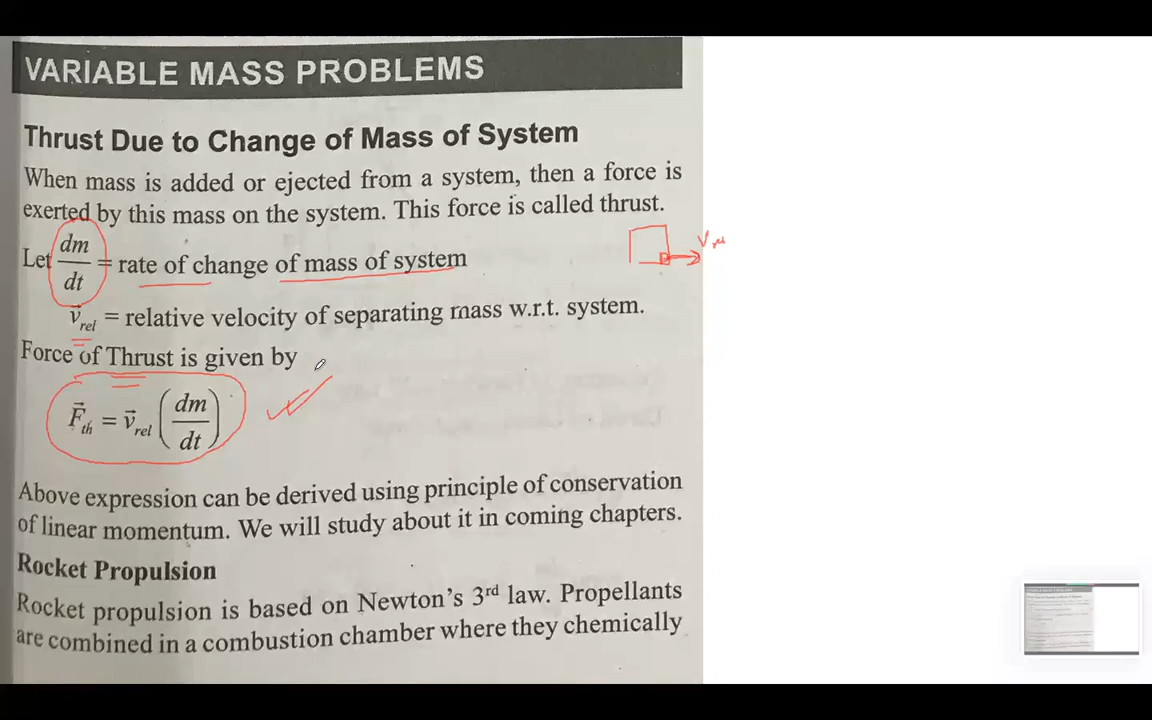 VARIABLE MASS PROBLEMS
Thrust Due to Change of Mass of System
When mass is added or ejected from a system, then a force is
exerted by this mass on the system. This force is called thrust.
Let dm/dt = rate of change of mass of system
v⃗_rel = relative velocity of separating mass w.r.t. system.
V_rel
Force of Thrust is given by
F⃗_th = v⃗_rel (dm/dt)
Above expression can be derived using principle of conservation
of linear momentum. We will study about it in coming chapters.
Rocket Propulsion
Rocket propulsion is based on Newton's 3rd law. Propellants
are combined in a combustion chamber where they chemically